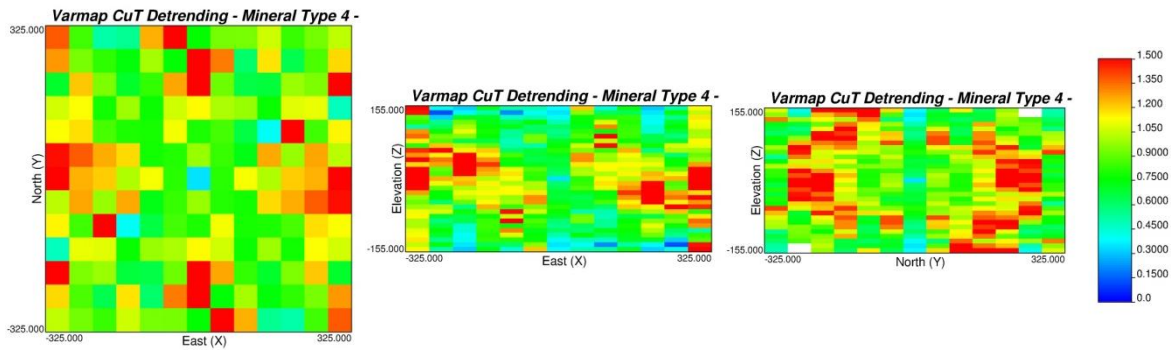 Varmap CuT Detrending - Mineral Type 4 -
325.000
North (Y)
-325.000
-325.000
East (X)
325.000
Varmap CuT Detrending - Mineral Type 4 -
155.000
Elevation (Z)
-155.000
-325.000
East (X)
325.000
Varmap CuT Detrending - Mineral Type 4 -
155.000
Elevation (Z)
-155.000
-325.000
North (Y)
325.000
1.500
1.350
1.200
1.050
0.9000
0.7500
0.6000
0.4500
0.3000
0.1500
0.0